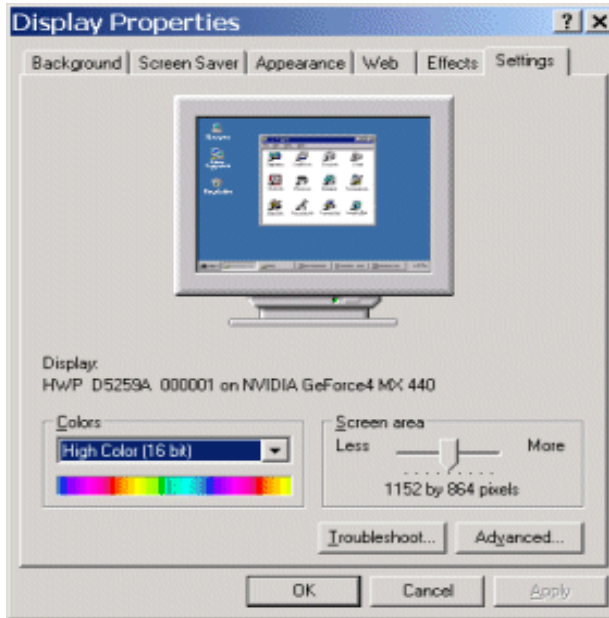 Display Properties
Background Screen Saver Appearance Web Effects Settings
Display:
HWP D5259A 000001 on NVIDIA GeForce4 MX 440
Colors
High Color (16 bit)
Screen area
Less More
1152 by 864 pixels
Troubleshoot... Advanced...
OK Cancel Apply